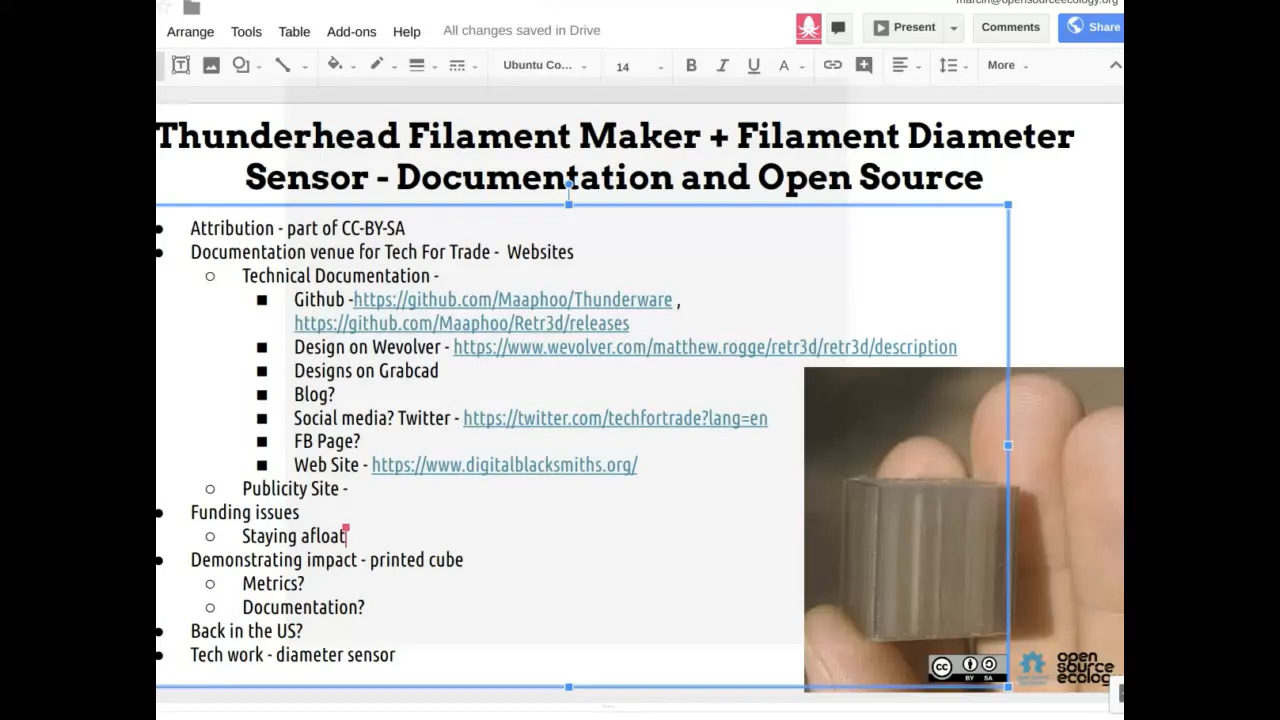 marcin@opensourceecology.org
Arrange Tools Table Add-ons Help All changes saved in Drive Present Comments Share
Ubuntu Co... 14 B I U A More
Thunderhead Filament Maker + Filament Diameter
Sensor - Documentation and Open Source
● Attribution - part of CC-BY-SA
● Documentation venue for Tech For Trade - Websites
○ Technical Documentation -
■ Github -https://github.com/Maaphoo/Thunderware ,
https://github.com/Maaphoo/Retr3d/releases
■ Design on Wevolver - https://www.wevolver.com/matthew.rogge/retr3d/retr3d/description
■ Designs on Grabcad
■ Blog?
■ Social media? Twitter - https://twitter.com/techfortrade?lang=en
■ FB Page?
■ Web Site - https://www.digitalblacksmiths.org/
○ Publicity Site -
● Funding issues
○ Staying afloat
● Demonstrating impact - printed cube
○ Metrics?
○ Documentation?
● Back in the US?
● Tech work - diameter sensor
cc BY SA
open
source
ecology